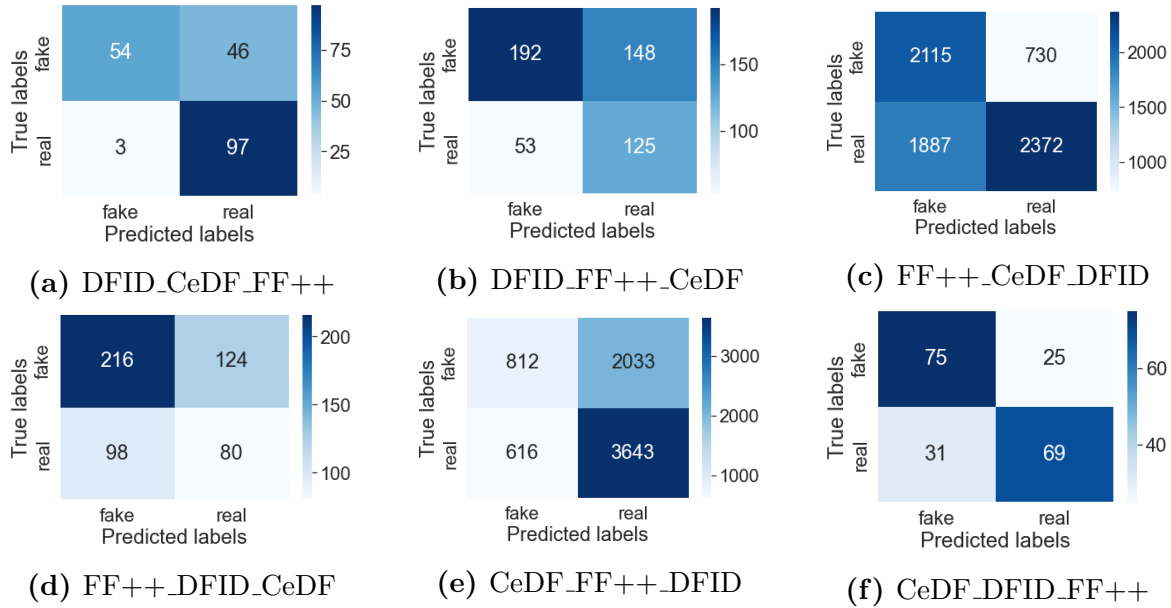 54 46
3 97
75
50
25
True labels
fake
real
fake real
Predicted labels
(a) DFID_CeDF_FF++
192 148
53 125
150
100
True labels
fake
real
fake real
Predicted labels
(b) DFID_FF++_CeDF
2115 730
1887 2372
2000
1500
1000
True labels
fake
real
fake real
Predicted labels
(c) FF++_CeDF_DFID
216 124
98 80
200
150
100
True labels
fake
real
fake real
Predicted labels
(d) FF++_DFID_CeDF
812 2033
616 3643
3000
2000
1000
True labels
fake
real
fake real
Predicted labels
(e) CeDF_FF++_DFID
75 25
31 69
60
40
True labels
fake
real
fake real
Predicted labels
(f) CeDF_DFID_FF++